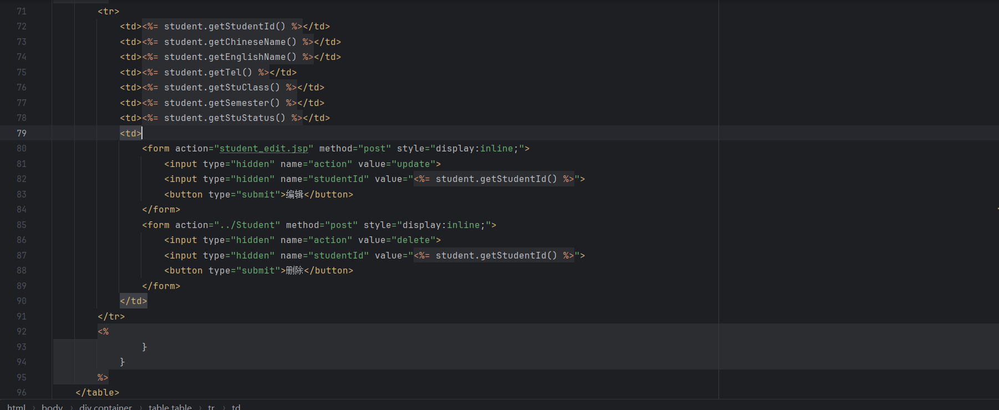 71 <tr>
72 <td><%= student.getStudentId() %></td>
73 <td><%= student.getChineseName() %></td>
74 <td><%= student.getEnglishName() %></td>
75 <td><%= student.getTel() %></td>
76 <td><%= student.getStuClass() %></td>
77 <td><%= student.getSemester() %></td>
78 <td><%= student.getStuStatus() %></td>
79 <td>
80 <form action="student_edit.jsp" method="post" style="display:inline;">
81 <input type="hidden" name="action" value="update">
82 <input type="hidden" name="studentId" value="<%= student.getStudentId() %>">
83 <button type="submit">编辑</button>
84 </form>
85 <form action="../Student" method="post" style="display:inline;">
86 <input type="hidden" name="action" value="delete">
87 <input type="hidden" name="studentId" value="<%= student.getStudentId() %>">
88 <button type="submit">删除</button>
89 </form>
90 </td>
91 </tr>
92 <%
93 }
94 }
95 %>
96 </table>
html › body › div.container › table.table › tr › td